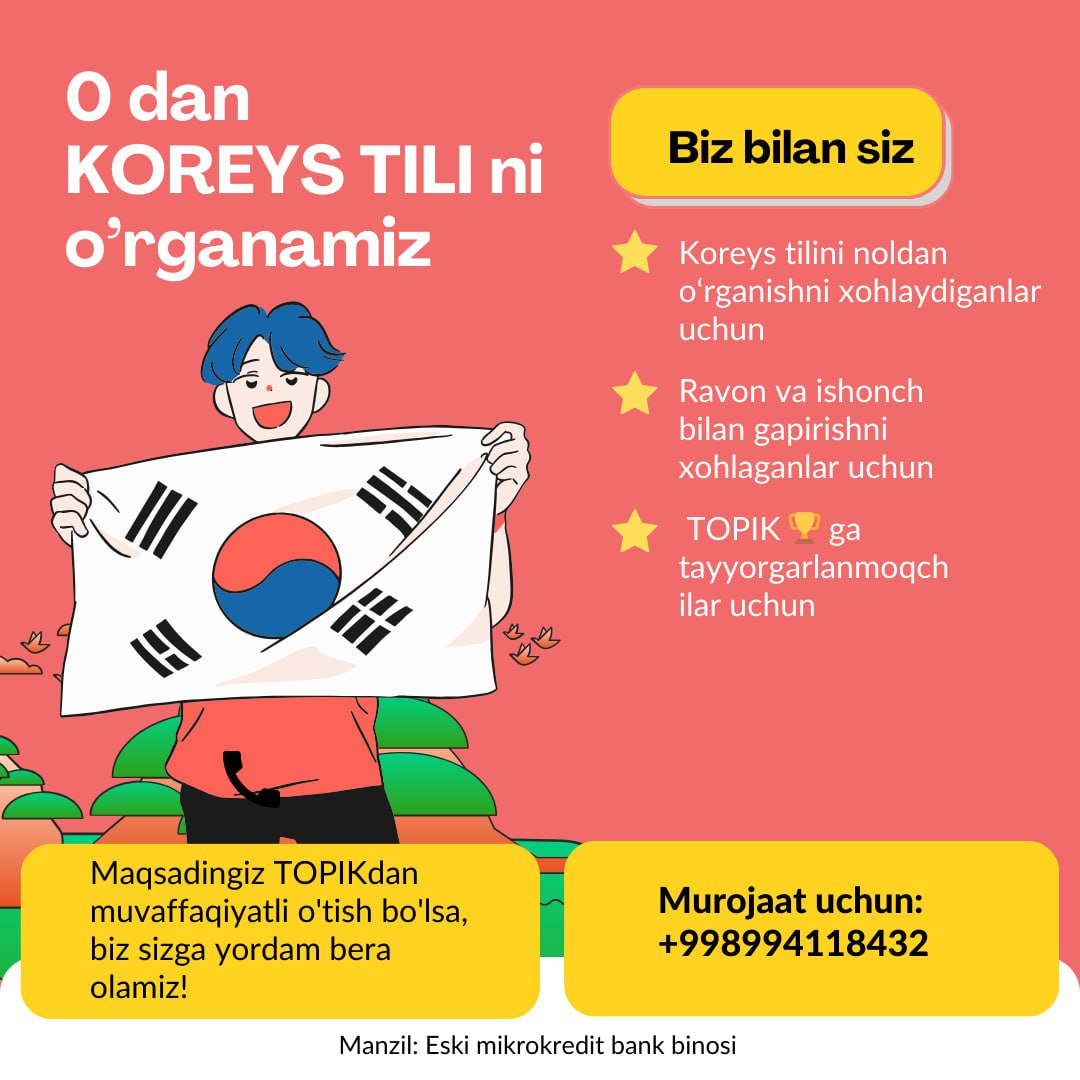 0 dan
KOREYS TILI ni
o’rganamiz
Biz bilan siz
Koreys tilini noldan
o‘rganishni xohlaydiganlar
uchun
Ravon va ishonch
bilan gapirishni
xohlaganlar uchun
TOPIK 🏆 ga
tayyorgarlanmoqch
ilar uchun
Maqsadingiz TOPIKdan
muvaffaqiyatli o'tish bo'lsa,
biz sizga yordam bera
olamiz!
Murojaat uchun:
+998994118432
Manzil: Eski mikrokredit bank binosi